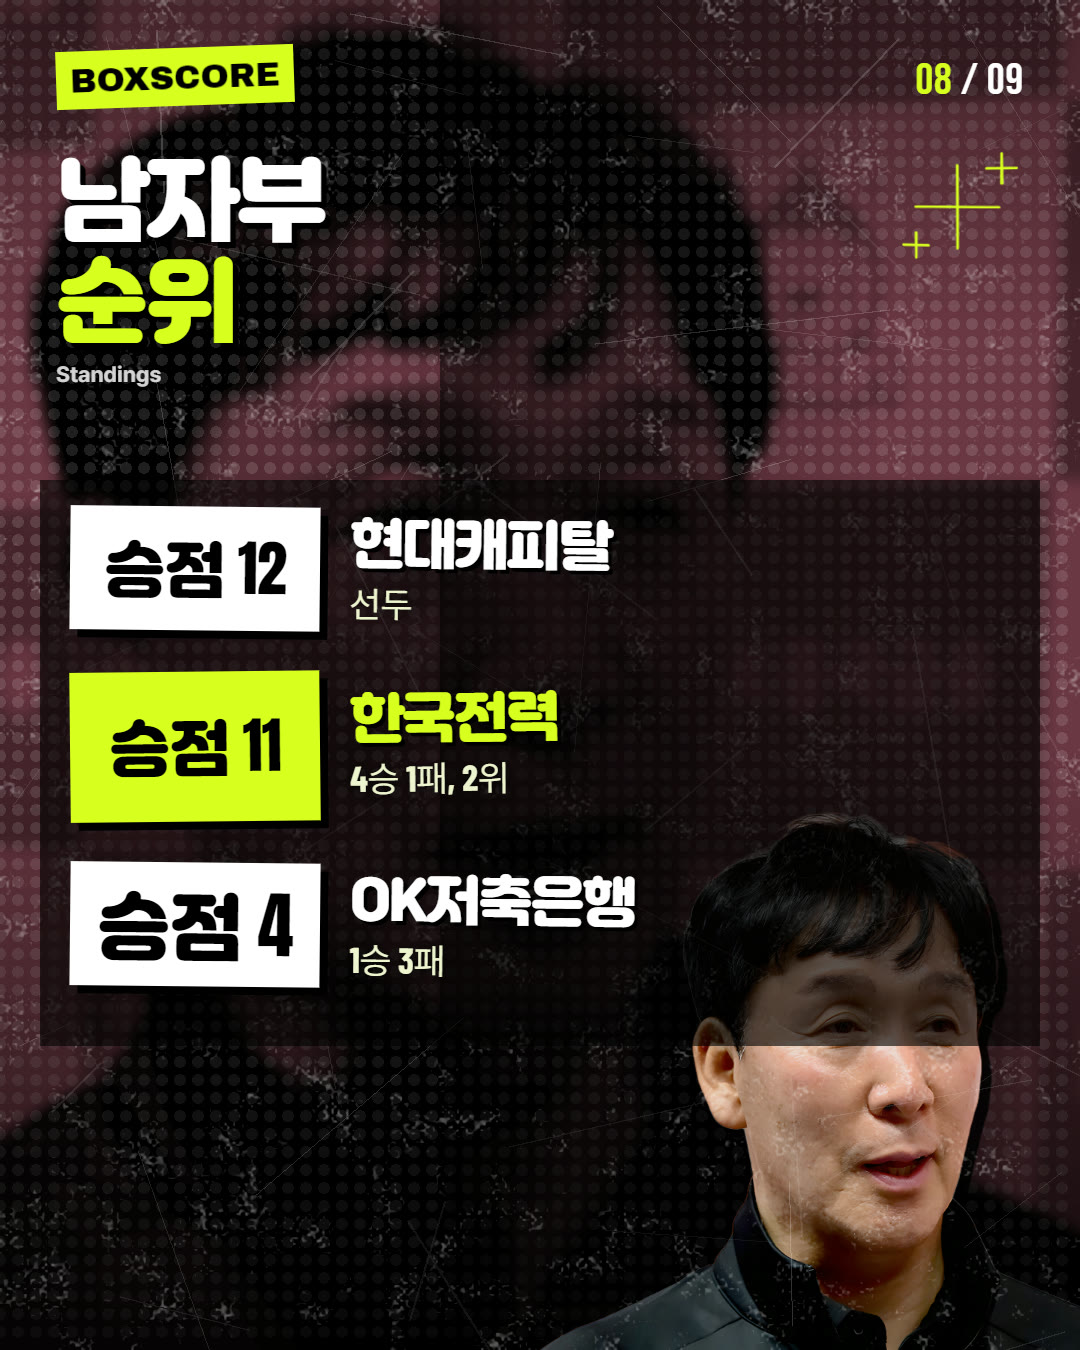 BOXSCORE
08 / 09
남자부
순위
Standings
승점 12
현대캐피탈
선두
승점 11
한국전력
4승 1패, 2위
승점 4
OK저축은행
1승 3패